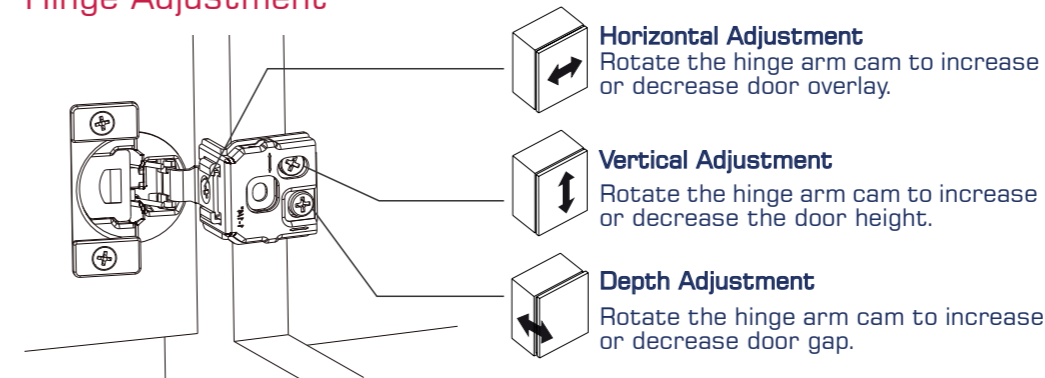 Hinge Adjustment
Horizontal Adjustment
Rotate the hinge arm cam to increase
or decrease door overlay.
Vertical Adjustment
Rotate the hinge arm cam to increase
or decrease the door height.
Depth Adjustment
Rotate the hinge arm cam to increase
or decrease door gap.